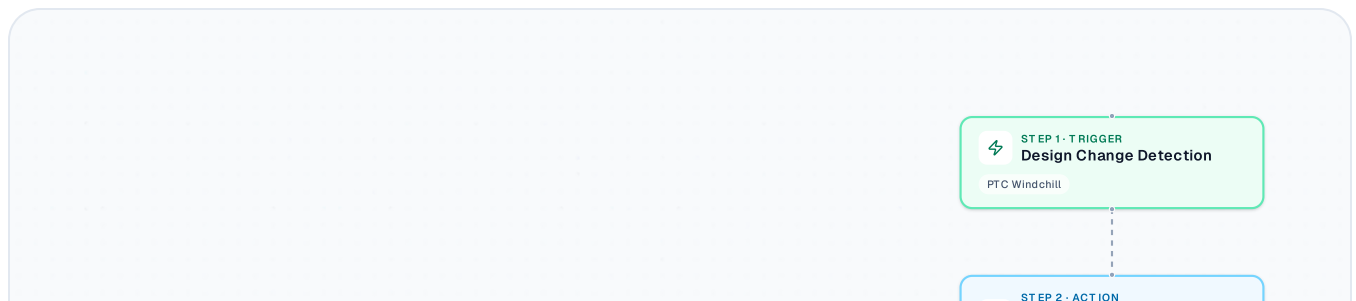 STEP 1 · TRIGGER
Design Change Detection
PTC Windchill
STEP 2 · ACTION